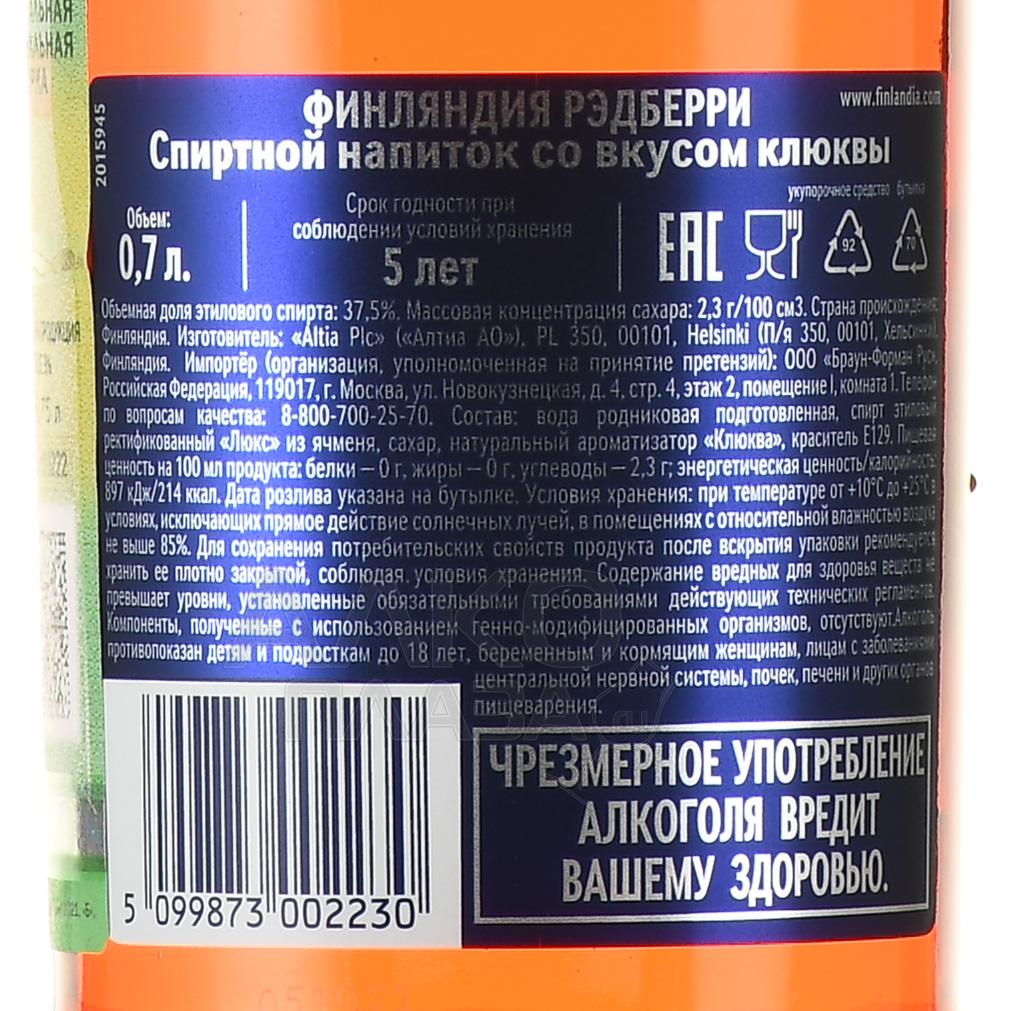 ЛЬНАЯ
ЯАНАЛЬНАЯ
2015945
ФИНЛЯНДИЯ РЭДБЕРРИ
www.finlandia.com
Спиртной напиток со вкусом клюквы
укупорочное средство бутылка
Объем:
0,7 л.
Срок годности при
соблюдении условий хранения
5 лет
EAC
92
70
Объемная доля этилового спирта: 37,5%. Массовая концентрация сахара: 2,3 г/100 см3. Страна происхождения:
Финляндия. Изготовитель: «Altia Plc» («Алтиа АО»), PL 350, 00101, Helsinki (П/я 350, 00101, Хельсинки),
Финляндия. Импортёр (организация, уполномоченная на принятие претензий): ООО «Браун-Форман Рус»,
Российская Федерация, 119017, г. Москва, ул. Новокузнецкая, д. 4. стр. 4, этаж 2, помещение I, комната 1. Телефон
по вопросам качества: 8-800-700-25-70. Состав: вода родниковая подготовленная, спирт этиловый
ректификованный «Люкс» из ячменя, сахар, натуральный ароматизатор «Клюква», краситель Е129. Пищевая
ценность на 100 мл продукта: белки – 0 г, жиры – 0 г, углеводы – 2,3 г; энергетическая ценность/калорийность:
897 кДж/214 ккал. Дата розлива указана на бутылке. Условия хранения: при температуре от +10°С до +25°С в
условиях, исключающих прямое действие солнечных лучей, в помещениях с относительной влажностью воздуха
не выше 85%. Для сохранения потребительских свойств продукта после вскрытия упаковки рекомендуется
хранить ее плотно закрытой, соблюдая условия хранения. Содержание вредных для здоровья веществ не
превышает уровни, установленные обязательными требованиями действующих технических регламентов.
Компоненты, полученные с использованием генно-модифицированных организмов, отсутствуют. Алкоголь
противопоказан детям и подросткам до 18 лет, беременным и кормящим женщинам, лицам с заболеваниями
центральной нервной системы, почек, печени и других органов
пищеварения.
АЛКО
ПЛАЗА.ru
ЧРЕЗМЕРНОЕ УПОТРЕБЛЕНИЕ
АЛКОГОЛЯ ВРЕДИТ
ВАШЕМУ ЗДОРОВЬЮ.
5 099873 002230